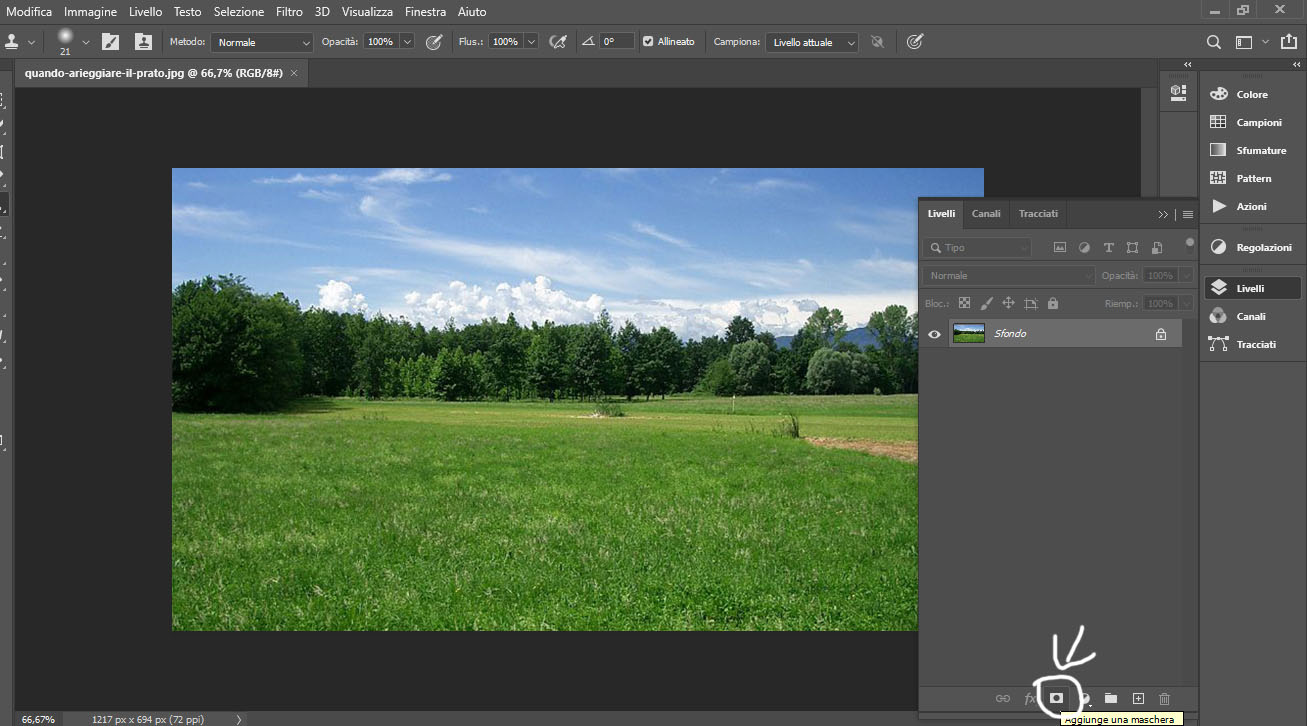 Modifica Immagine Livello Testo Selezione Filtro 3D Visualizza Finestra Aiuto
21 Metodo: Normale Opacità: 100% Flus.: 100% 0° Allineato Campiona: Livello attuale
quando-arieggiare-il-prato.jpg @ 66,7% (RGB/8#) ×
Colore
Campioni
Sfumature
Pattern
Azioni
Regolazioni
Livelli
Canali
Tracciati
Livelli Canali Tracciati
Tipo
Normale Opacità: 100%
Bloc.: Riemp.: 100%
Sfondo
fx
Aggiunge una maschera
66,67% 1217 px x 694 px (72 ppi)